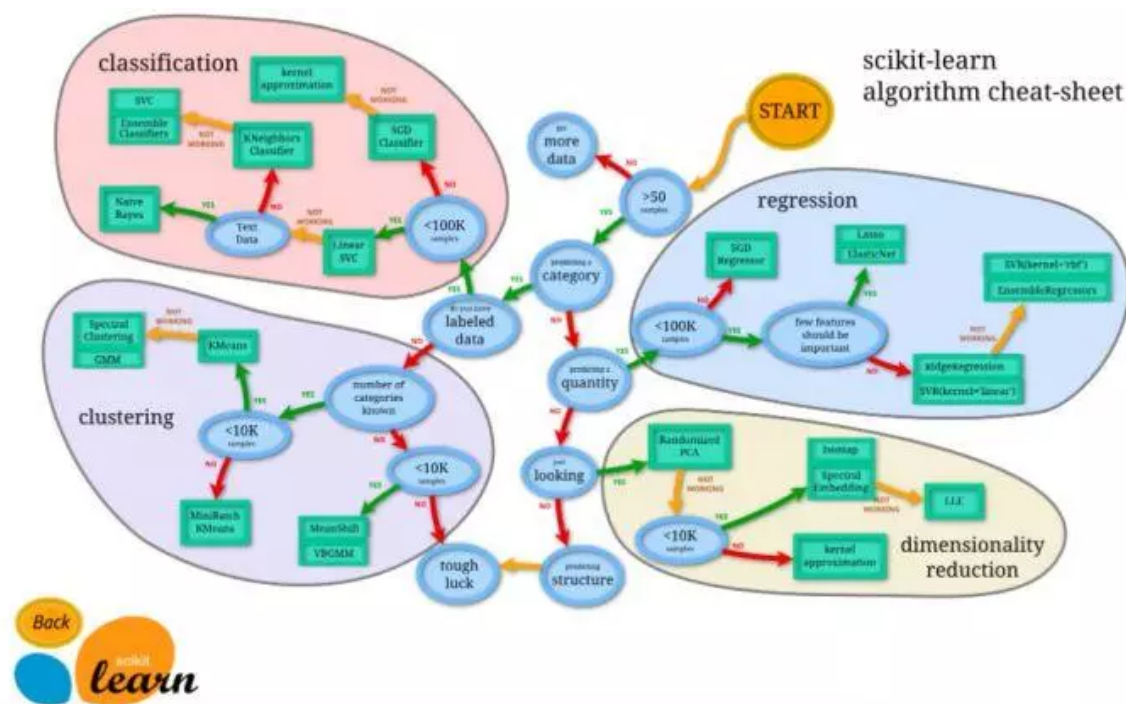 scikit-learn
algorithm cheat-sheet
START
classification
kernel
approximation
NOT
WORKING
SVC
Ensemble
Classifiers
NOT
WORKING
KNeighbors
Classifier
SGD
Classifier
NO
Naive
Bayes
YES
NO
Text
Data
NOT
WORKING
Linear
SVC
YES
<100K
samples
YES
more
data
NO
>50
samples
YES
predicting a
category
YES
NO
labeled
data
NO
predicting a
quantity
YES
NO
just
looking
YES
NO
predicting
structure
tough
luck
regression
SGD
Regressor
NO
<100K
samples
YES
Lasso
ElasticNet
YES
few features
should be
important
NO
SVR(kernel='rbf')
EnsembleRegressors
NOT
WORKING
RidgeRegression
SVR(kernel='linear')
clustering
Spectral
Clustering
GMM
NOT
WORKING
KMeans
YES
number of
categories
known
YES
NO
<10K
samples
NO
MiniBatch
KMeans
<10K
samples
YES
NO
MeanShift
VBGMM
Randomized
PCA
NOT
WORKING
<10K
samples
YES
NO
Isomap
Spectral
Embedding
NOT
WORKING
LLE
kernel
approximation
dimensionality
reduction
Back
scikit
learn